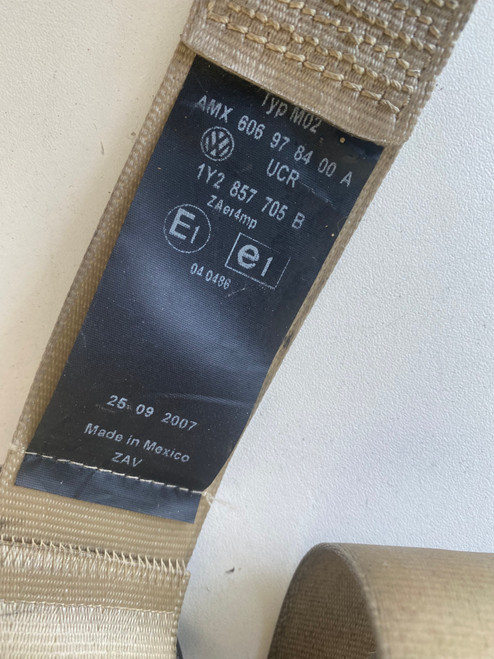 Typ M02
AMX 606 97 84 00 A
UCR
1Y2 857 705 B
ZAer4mp
E1
e1
04 0486
25 09 2007
Made in Mexico
ZAV